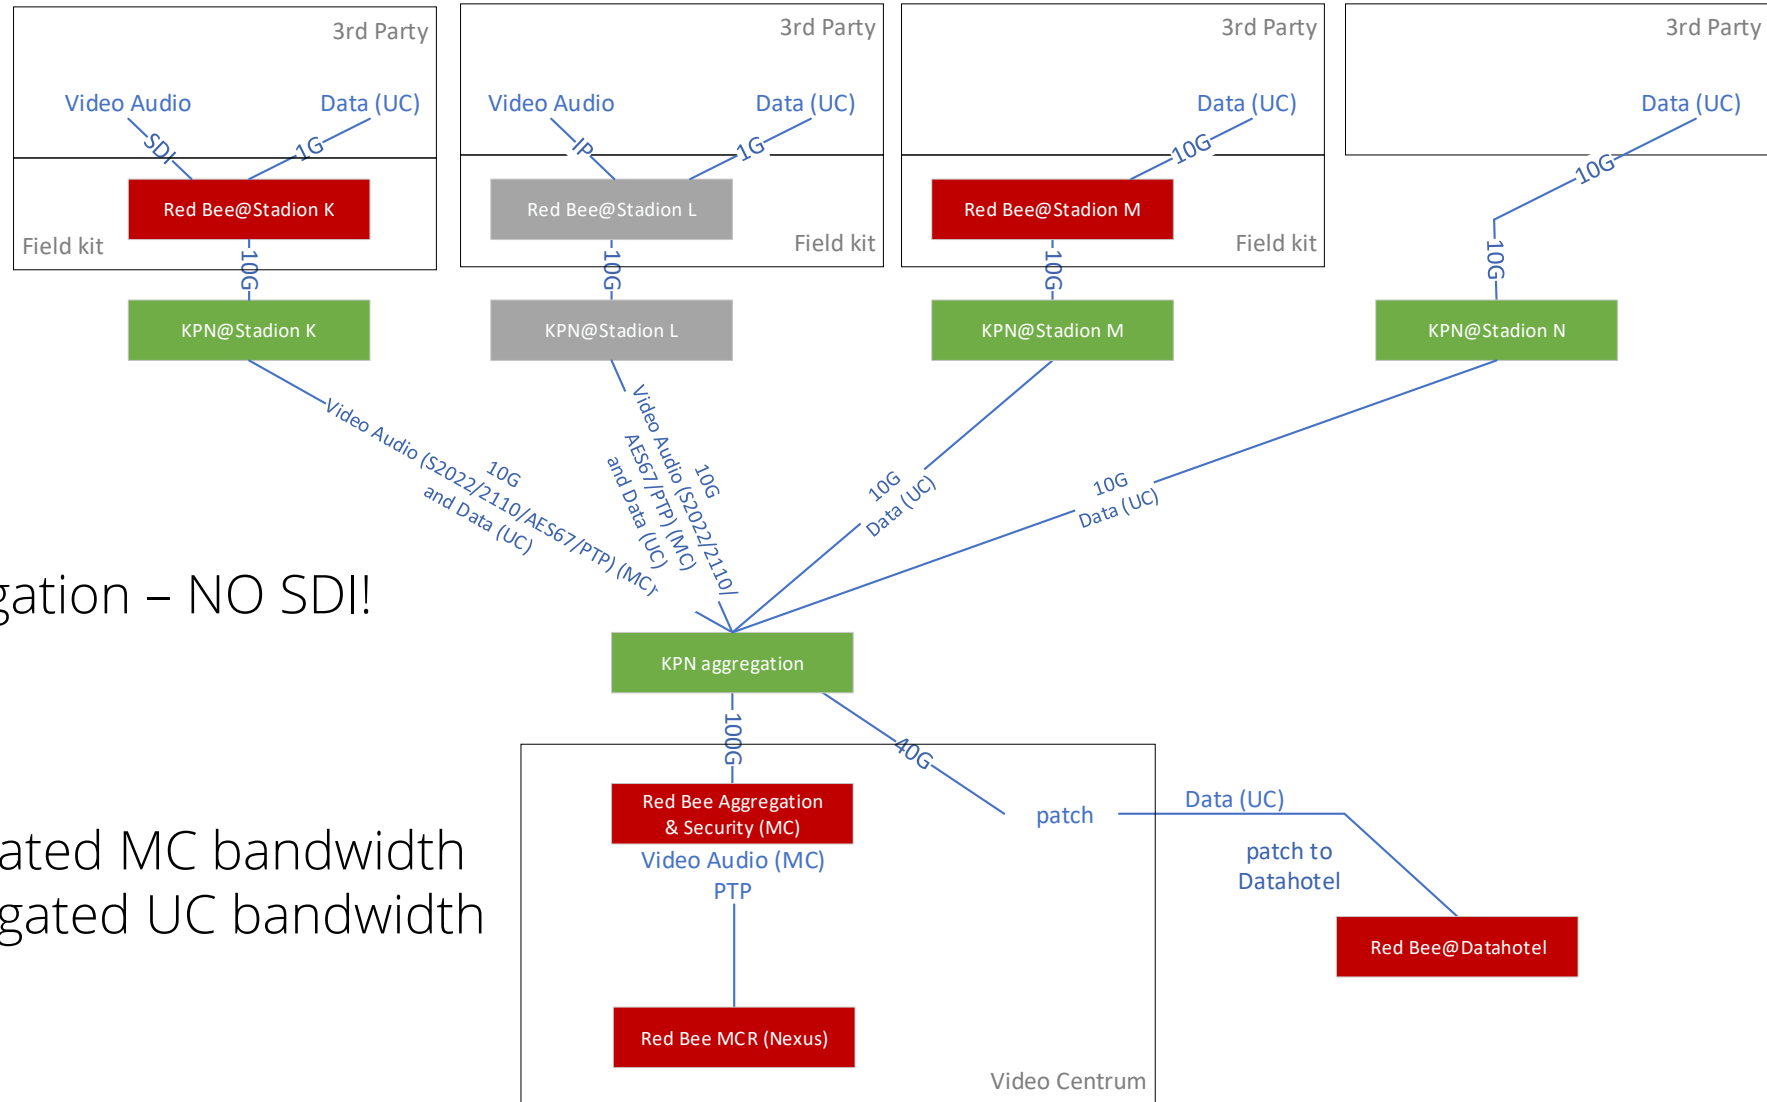 3rd Party
3rd Party
3rd Party
3rd Party
Video Audio
Data (UC)
Video Audio
Data (UC)
Data (UC)
Data (UC)
SDI
1G
IP
1G
10G
10G
Red Bee@Stadion K
Red Bee@Stadion L
Red Bee@Stadion M
Field kit
Field kit
Field kit
10G
10G
10G
10G
KPN@Stadion K
KPN@Stadion L
KPN@Stadion M
KPN@Stadion N
10G
Video Audio (S2022/2110/AES67/PTP) (MC)
and Data (UC)
10G
Video Audio (S2022/2110/
AES67/PTP) (MC)
and Data (UC)
10G
Data (UC)
10G
Data (UC)
gation – NO SDI!
KPN aggregation
100G
40G
Red Bee Aggregation
& Security (MC)
Video Audio (MC)
PTP
patch
Data (UC)
patch to
Datahotel
ated MC bandwidth
gated UC bandwidth
Red Bee@Datahotel
Red Bee MCR (Nexus)
Video Centrum